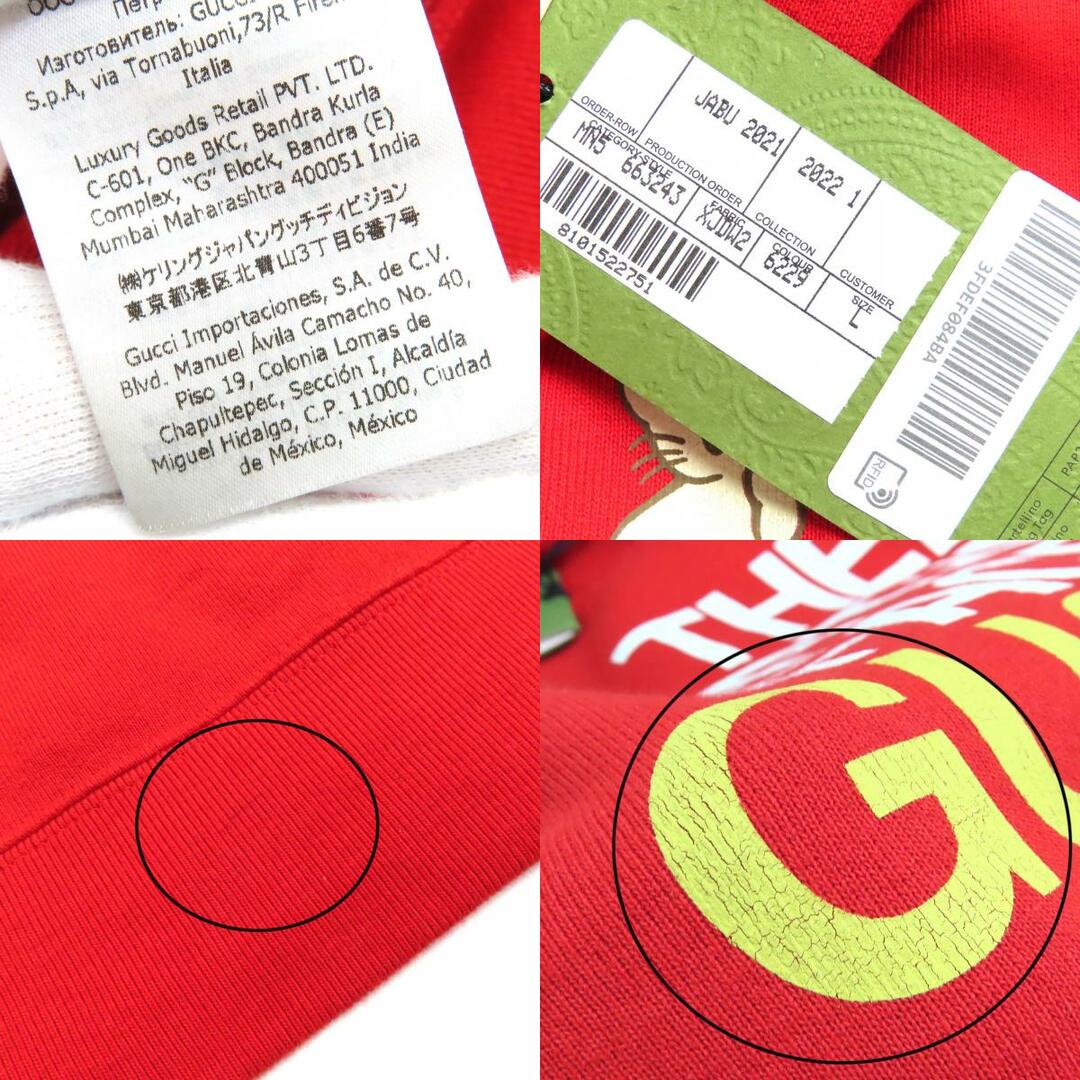 Изготовитель: GUCCI
S.p.A, via Tornabuoni,73/R Firen
Italia
Luxury Goods Retail PVT. LTD.
C-601, One BKC, Bandra Kurla
Complex, "G" Block, Bandra (E)
Mumbai Maharashtra 400051 India
㈱ケリングジャパングッチディビジョン
東京都港区北青山3丁目6番7号
Gucci Importaciones, S.A. de C.V.
Blvd. Manuel Ávila Camacho No. 40,
Piso 19, Colonia Lomas de
Chapultepec, Sección I, Alcaldía
Miguel Hidalgo, C.P. 11000, Ciudad
de México, México
JABU 2021
2022 1
ORDER-ROW
PRODUCTION ORDER
COLLECTION
CUSTOMER
CATEGORY
STYLE
FABRIC
COLOUR
SIZE
MN5
663243
XJDW2
6229
L
8101522751
3FDEF084BA
RFID
THE
G